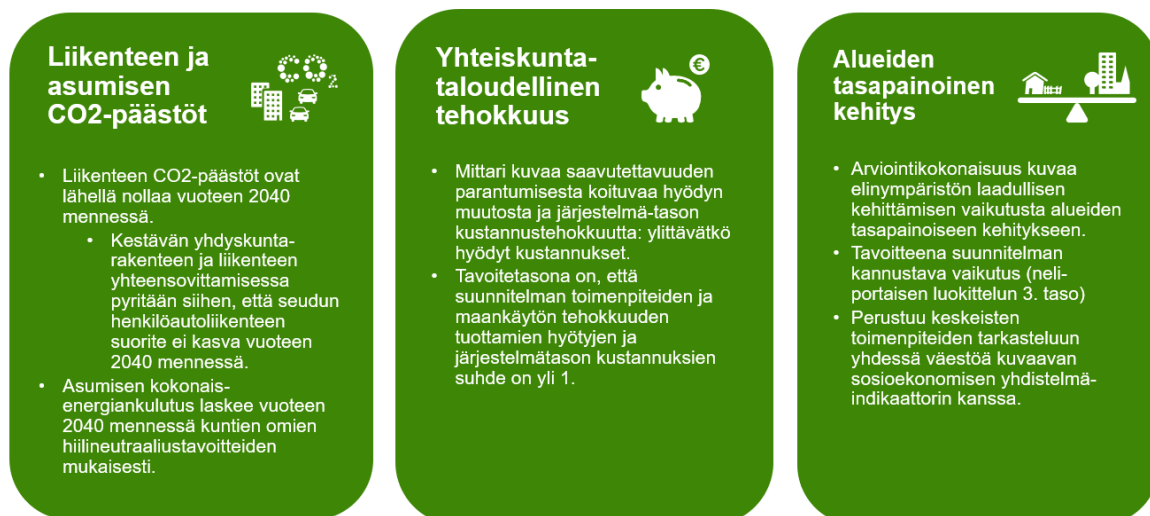 Liikenteen ja
asumisen
CO2-päästöt
CO2
• Liikenteen CO2-päästöt ovat
lähellä nollaa vuoteen 2040
mennessä.
• Kestävän yhdyskunta-
rakenteen ja liikenteen
yhteensovittamisessa
pyritään siihen, että seudun
henkilöautoliikenteen
suorite ei kasva vuoteen
2040 mennessä.
• Asumisen kokonais-
energiankulutus laskee vuoteen
2040 mennessä kuntien omien
hiilineutraaliustavoitteiden
mukaisesti.
Yhteiskunta-
taloudellinen
tehokkuus
€
• Mittari kuvaa saavutettavuuden
parantumisesta koituvaa hyödyn
muutosta ja järjestelmä-tason
kustannustehokkuutta: ylittävätkö
hyödyt kustannukset.
• Tavoitetasona on, että
suunnitelman toimenpiteiden ja
maankäytön tehokkuuden
tuottamien hyötyjen ja
järjestelmätason kustannuksien
suhde on yli 1.
Alueiden
tasapainoinen
kehitys
• Arviointikokonaisuus kuvaa
elinympäristön laadullisen
kehittämisen vaikutusta alueiden
tasapainoiseen kehitykseen.
• Tavoitteena suunnitelman
kannustava vaikutus (neli-
portaisen luokittelun 3. taso)
• Perustuu keskeisten
toimenpiteiden tarkasteluun
yhdessä väestöä kuvaavan
sosioekonomisen yhdistelmä-
indikaattorin kanssa.